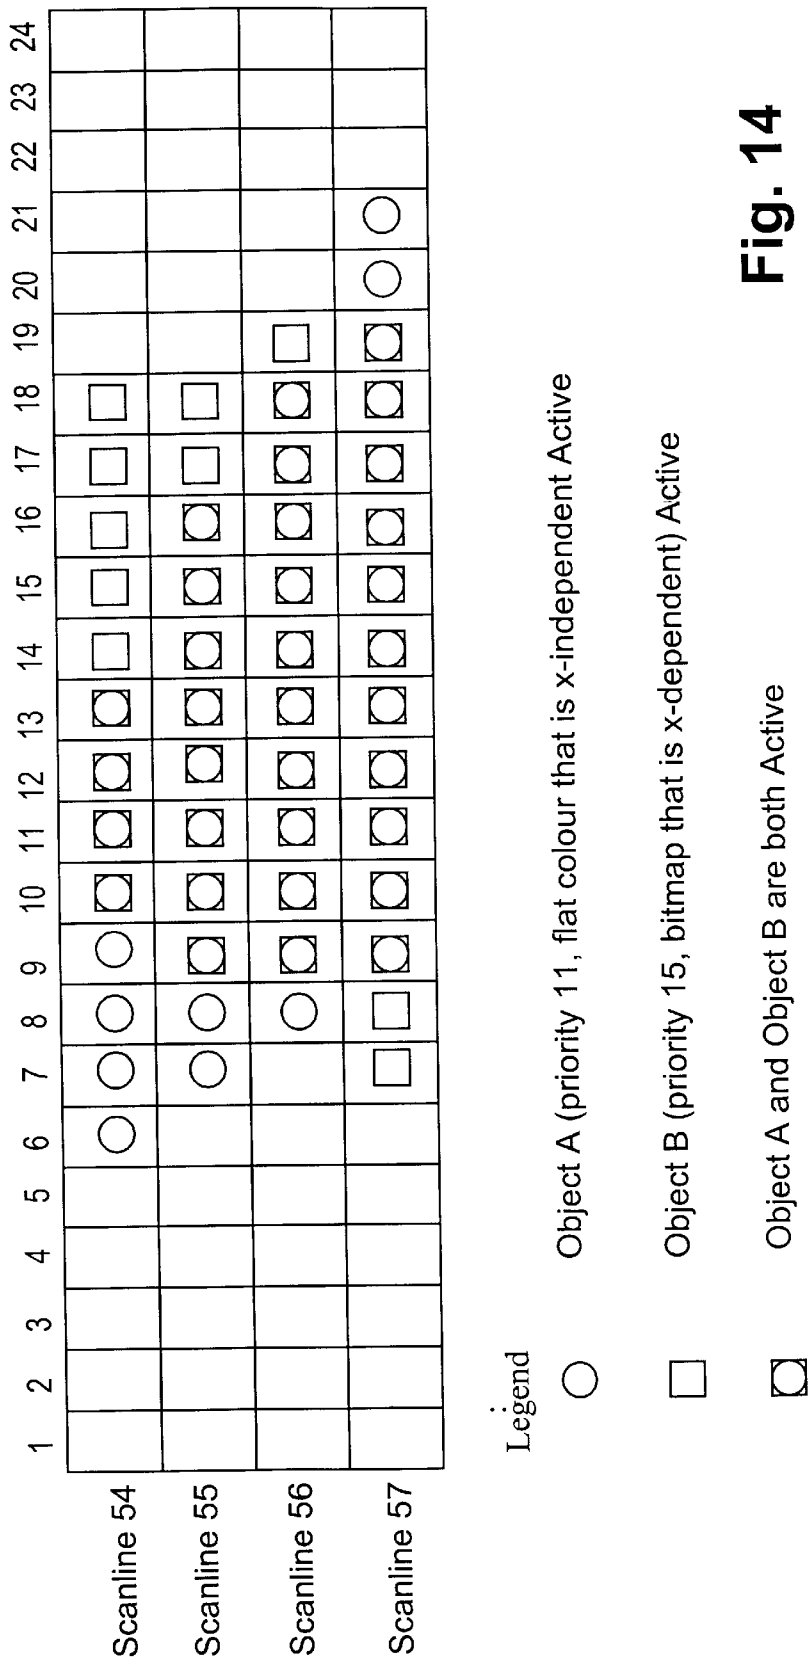 1 2 3 4 5 6 7 8 9 10 11 12 13 14 15 16 17 18 19 20 21 22 23 24
Scanline 54
Scanline 55
Scanline 56
Scanline 57
Legend
Object A (priority 11, flat colour that is x-independent Active
Object B (priority 15, bitmap that is x-dependent) Active
Object A and Object B are both Active
Fig. 14